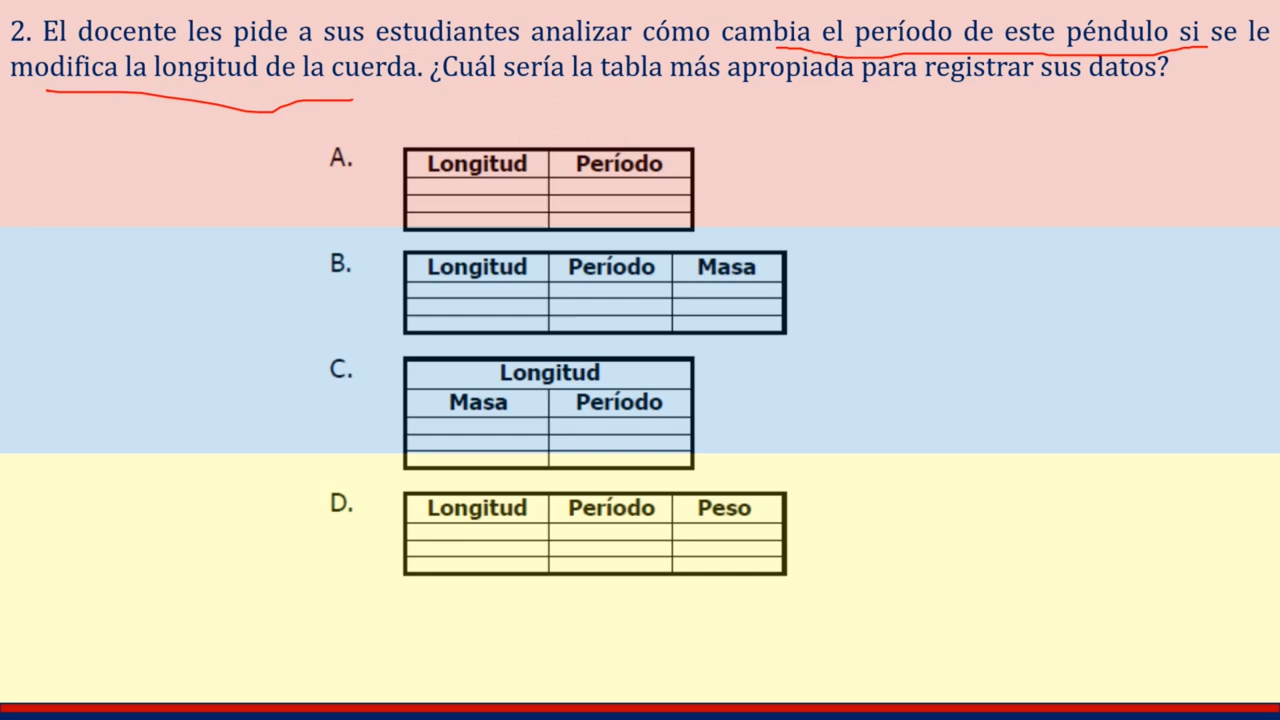 2. El docente les pide a sus estudiantes analizar cómo cambia el período de este péndulo si se le
modifica la longitud de la cuerda. ¿Cuál sería la tabla más apropiada para registrar sus datos?
A.
Longitud Período
B.
Longitud Período Masa
C.
Longitud
Masa Período
D.
Longitud Período Peso